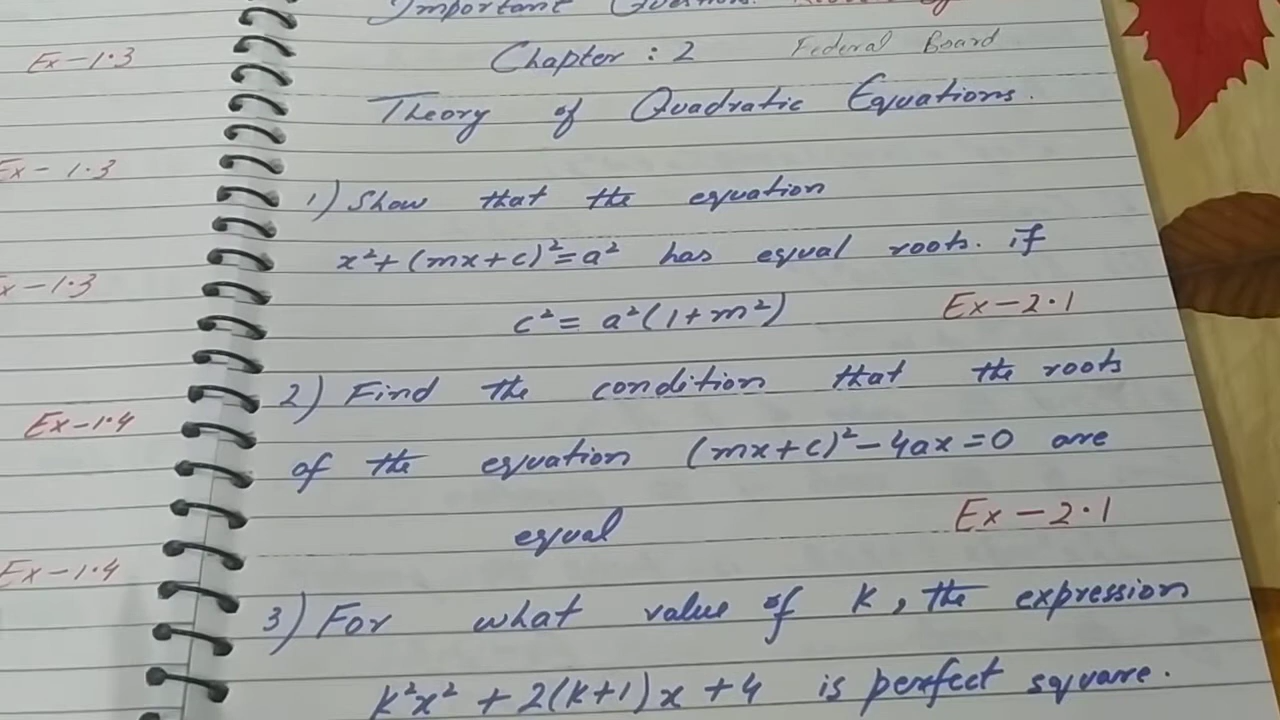 Important
Chapter : 2 Federal Board
Theory of Quadratic Equations.
1) Show that the equation
x²+(mx+c)²=a² has equal roots. if
c²= a²(1+m²) Ex-2.1
2) Find the condition that the roots
of the equation (mx+c)²-4ax=0 are
equal Ex-2.1
3) For what value of K, the expression
k²x² + 2(k+1)x + 4 is perfect square.
Ex-1.3
Ex-1.3
x-1.3
Ex-1.4
Ex-1.4